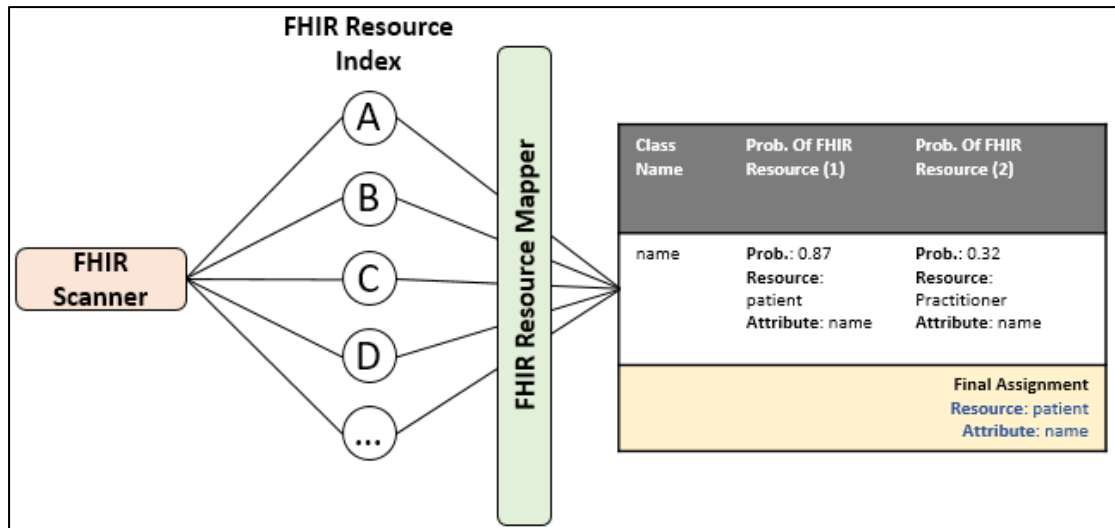 FHIR Resource
Index
A
B
C
D
...
FHIR
Scanner
FHIR Resource Mapper
Class
Name
Prob. Of FHIR
Resource (1)
Prob. Of FHIR
Resource (2)
name
Prob.: 0.87
Resource:
patient
Attribute: name
Prob.: 0.32
Resource:
Practitioner
Attribute: name
Final Assignment
Resource: patient
Attribute: name